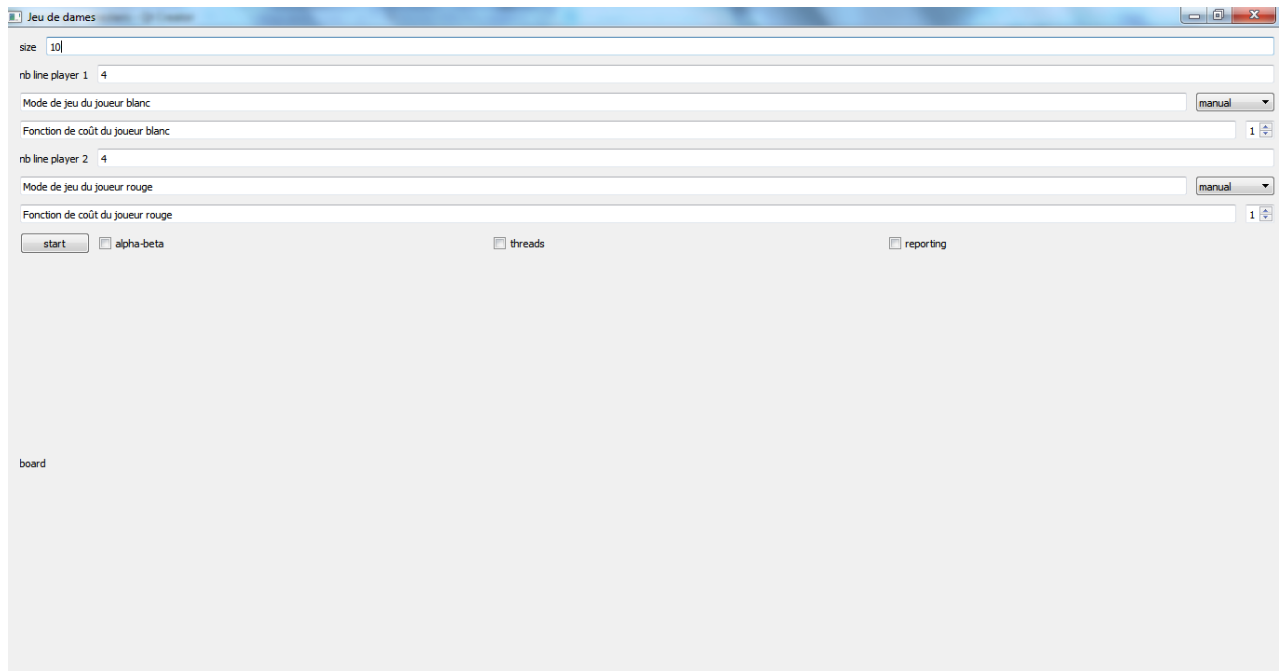 Jeu de dames
size 10
nb line player 1 4
Mode de jeu du joueur blanc manual
Fonction de coût du joueur blanc 1
nb line player 2 4
Mode de jeu du joueur rouge manual
Fonction de coût du joueur rouge 1
start alpha-beta threads reporting
board